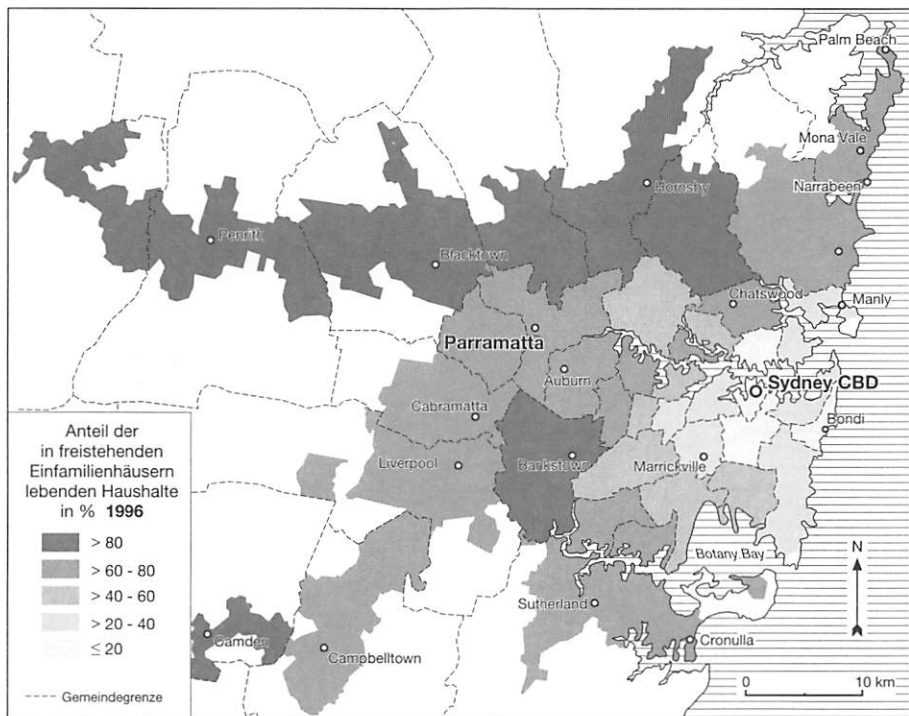 Palm Beach
Mona Vale
Narrabeen
Hornsby
Penrith
Blacktown
Chatswood
Manly
Parramatta
Auburn
Sydney CBD
Cabramatta
Bondi
Liverpool
Bankstown
Marrickville
Botany Bay
N
Sutherland
Cronulla
Camden
Campbelltown
0 10 km
Anteil der
in freistehenden
Einfamilienhäusern
lebenden Haushalte
in % 1996
> 80
> 60 - 80
> 40 - 60
> 20 - 40
≤ 20
Gemeindegrenze